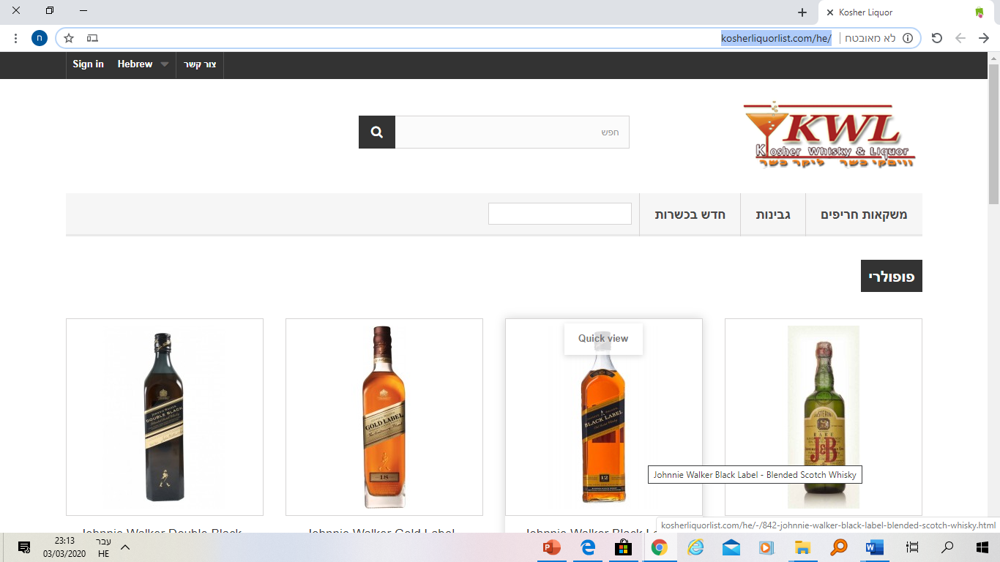 Kosher Liquor
kosherliquorlist.com/he/ לא מאובטח
n
Sign in Hebrew צור קשר
KWL
Kosher Whisky & Liquor
וויסקי כשר ליקר כשר
חפש
משקאות חריפים גבינות חדש בכשרות
פופולרי
Quick view
DOUBLE BLACK
GOLD LABEL
18
BLACK LABEL
12
RARE
J&B
Johnnie Walker Black Label - Blended Scotch Whisky
Johnnie Walker Double Black
Johnnie Walker Gold Label
Johnnie Walker Black L
kosherliquorlist.com/he/-/842-johnnie-walker-black-label-blended-scotch-whisky.html
23:13
03/03/2020
עבר
HE